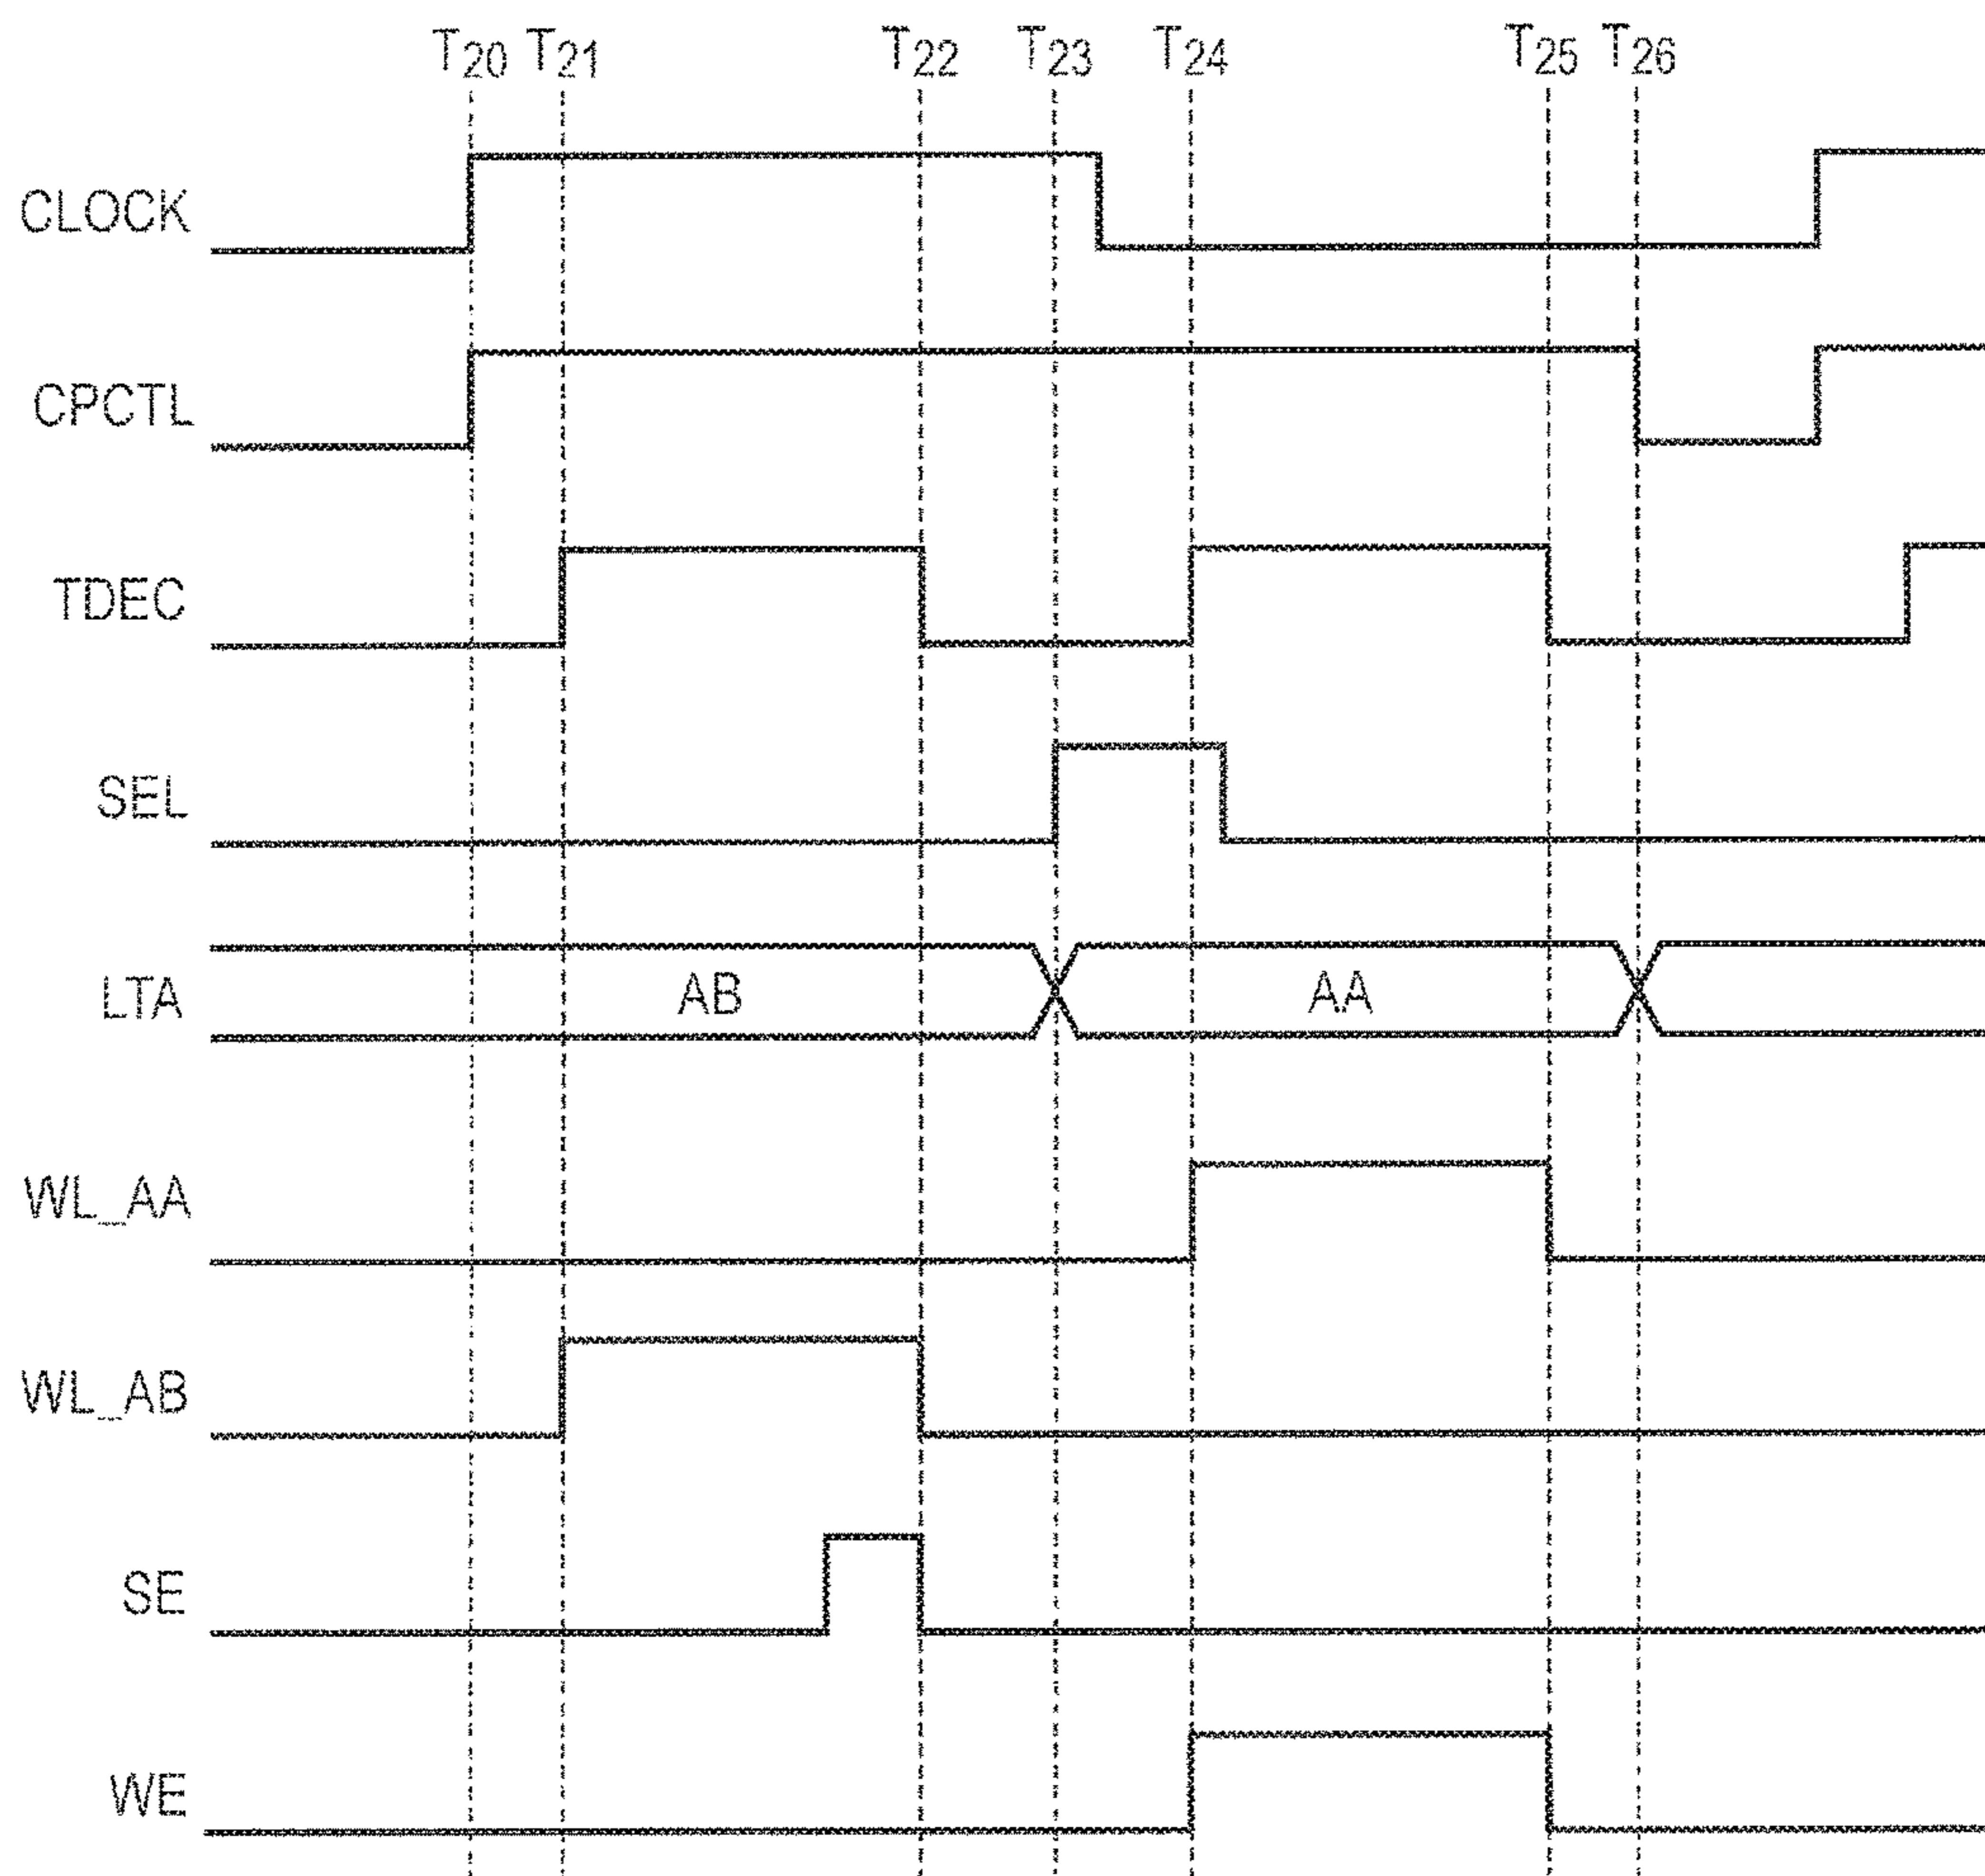 T20 T21 T22 T23 T24 T25 T26
CLOCK
CPCTL
TDEC
SEL
LTA AB AA
WL_AA
WL_AB
SE
WE